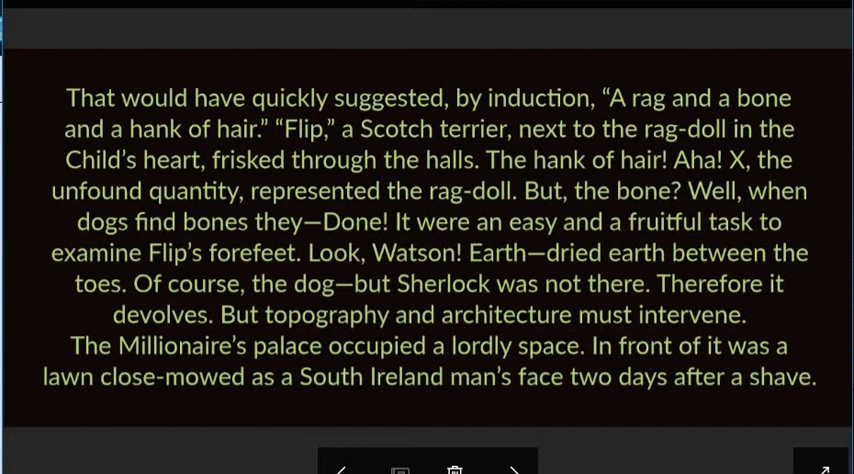 That would have quickly suggested, by induction, “A rag and a bone
and a hank of hair.” “Flip,” a Scotch terrier, next to the rag-doll in the
Child’s heart, frisked through the halls. The hank of hair! Aha! X, the
unfound quantity, represented the rag-doll. But, the bone? Well, when
dogs find bones they—Done! It were an easy and a fruitful task to
examine Flip’s forefeet. Look, Watson! Earth—dried earth between the
toes. Of course, the dog—but Sherlock was not there. Therefore it
devolves. But topography and architecture must intervene.
The Millionaire’s palace occupied a lordly space. In front of it was a
lawn close-mowed as a South Ireland man’s face two days after a shave.